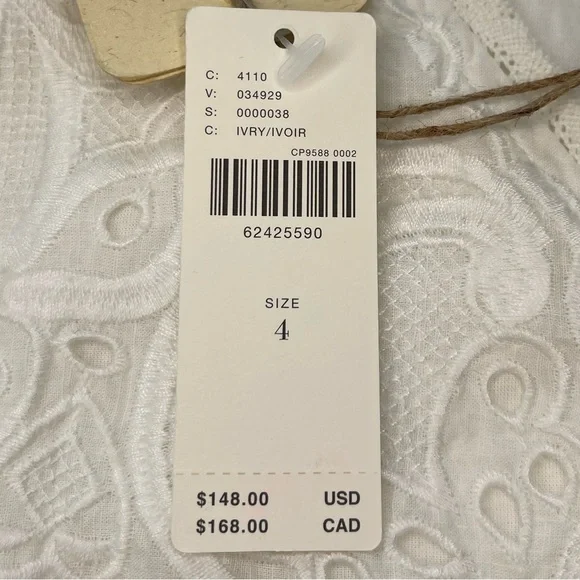 C: 4110
V: 034929
S: 0000038
C: IVRY/IVOIR
CP9588 0002
62425590
SIZE
4
$148.00 USD
$168.00 CAD